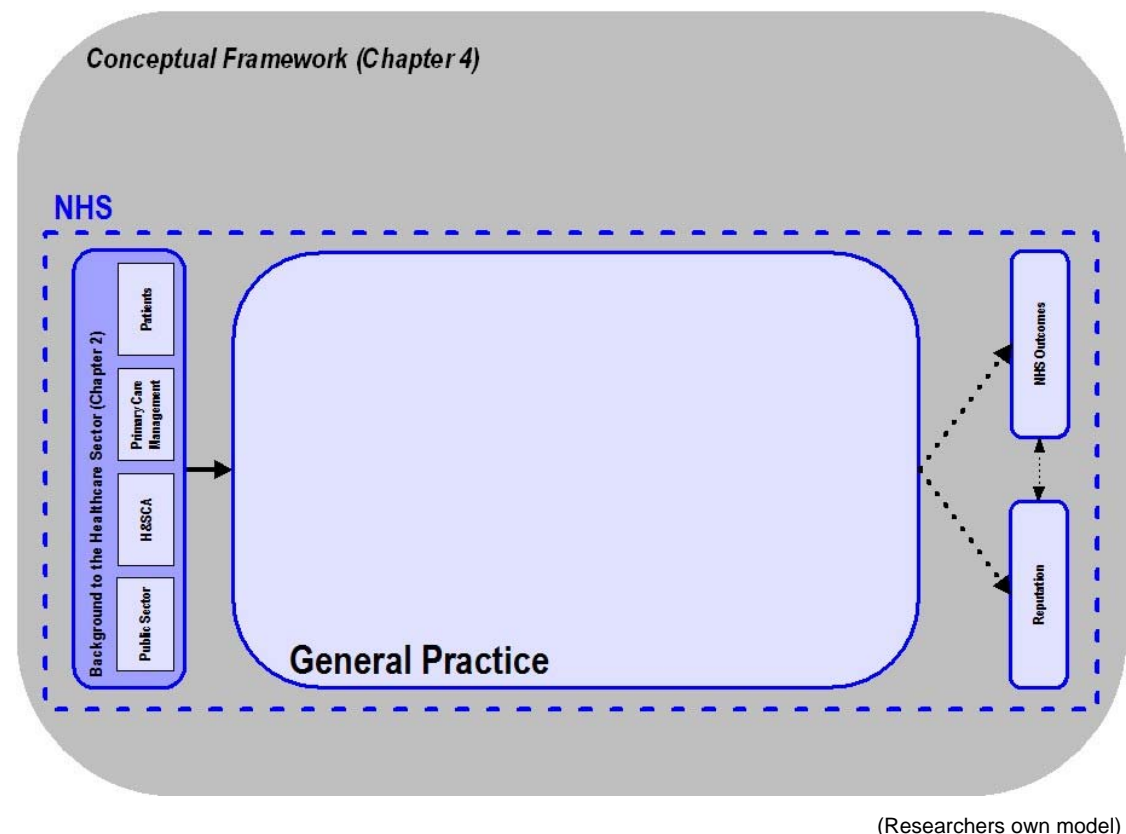 Conceptual Framework (Chapter 4)
NHS
Background to the Healthcare Sector (Chapter 2)
Patients
Primary Care
Management
H&SCA
Public Sector
General Practice
NHS Outcomes
Reputation
(Researchers own model)